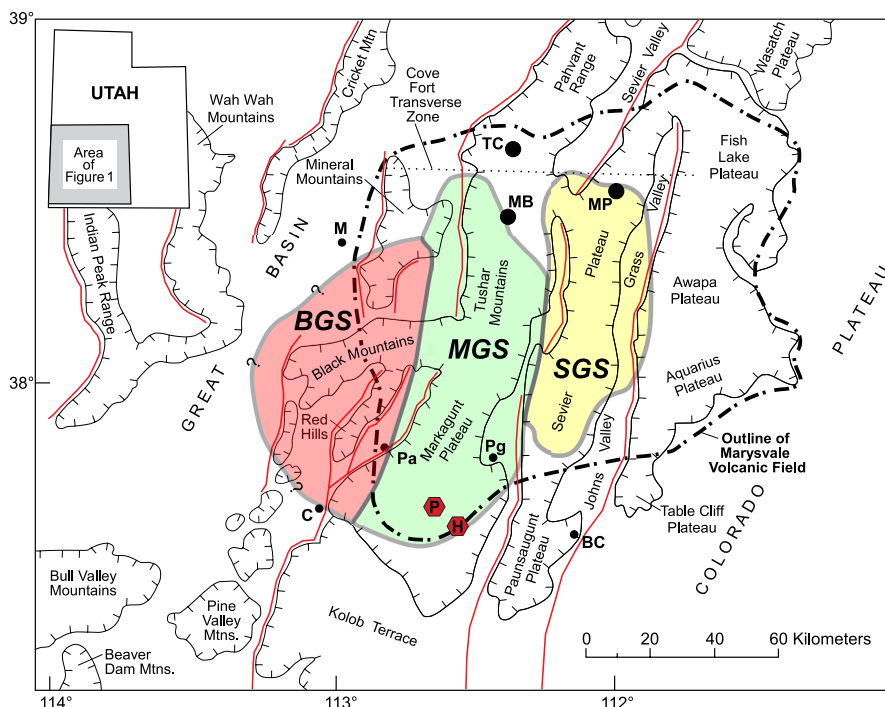 39°
UTAH
Area
of
Figure 1
Wah Wah
Mountains
Cricket Mtn
Cove
Fort
Transverse
Zone
Pahvant
Range
Sevier Valley
Wasatch
Plateau
TC
Mineral
Mountains
Fish
Lake
Plateau
MB
MP
Valley
M
BASIN
Indian Peak Range
?
Tushar
Mountains
Plateau
Grass
Awapa
Plateau
PLATEAU
BGS
MGS
SGS
38°
?
Black Mountains
GREAT
Aquarius
Plateau
Sevier
Red
Hills
Markagunt
Plateau
Pa
Pg
Valley
Johns
Outline of
Marysvale
Volcanic Field
?
C
P
H
Table Cliff
Plateau
BC
Paunsaugunt
Plateau
COLORADO
Bull Valley
Mountains
Pine
Valley
Mtns.
Kolob Terrace
Beaver
Dam Mtns.
0 20 40 60 Kilometers
114°
113°
112°